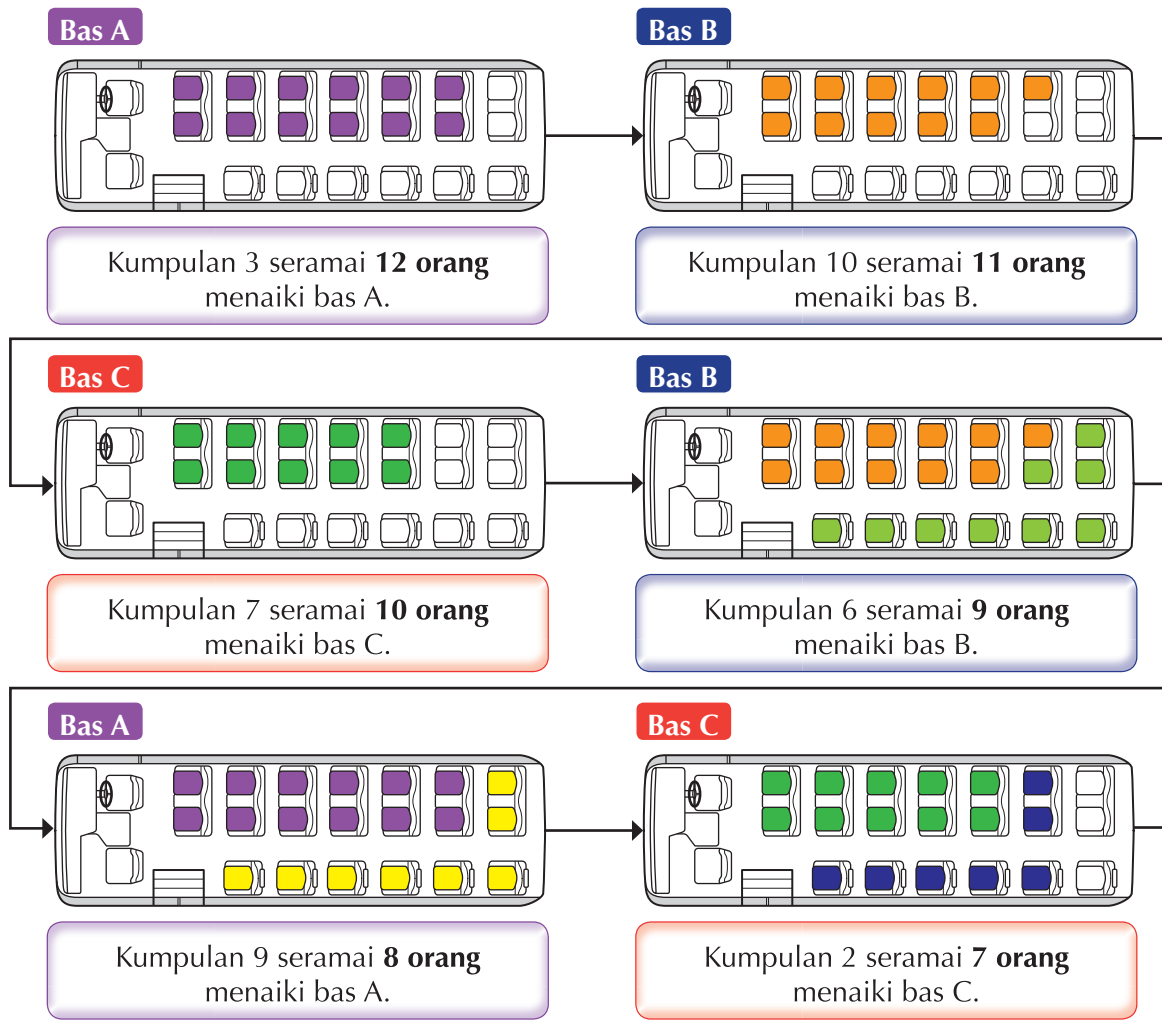 Bas A
Kumpulan 3 seramai 12 orang
menaiki bas A.
Bas B
Kumpulan 10 seramai 11 orang
menaiki bas B.
Bas C
Kumpulan 7 seramai 10 orang
menaiki bas C.
Bas B
Kumpulan 6 seramai 9 orang
menaiki bas B.
Bas A
Kumpulan 9 seramai 8 orang
menaiki bas A.
Bas C
Kumpulan 2 seramai 7 orang
menaiki bas C.